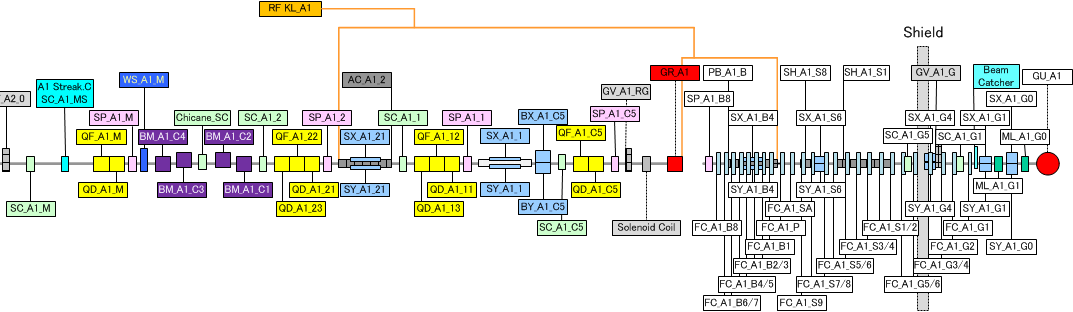 RF KL_A1
Shield
_A2_0
A1 Streak.C
SC_A1_MS
WS_A1_M
AC_A1_2
GV_A1_RG
GR_A1
PB_A1_B
SH_A1_S8
SH_A1_S1
GV_A1_G
Beam
Catcher
GU_A1
SP_A1_B8
SX_A1_G0
SP_A1_M
Chicane_SC
SC_A1_2
SP_A1_2
SC_A1_1
SP_A1_1
BX_A1_C5
SP_A1_C5
SX_A1_B4
SX_A1_S6
SX_A1_G4
SX_A1_G1
QF_A1_M
BM_A1_C4
BM_A1_C2
QF_A1_22
SX_A1_21
QF_A1_12
SX_A1_1
QF_A1_C5
SC_A1_G5
SC_A1_G1
ML_A1_G0
QD_A1_M
BM_A1_C3
BM_A1_C1
QD_A1_21
SY_A1_21
QD_A1_11
SY_A1_1
QD_A1_C5
SY_A1_B4
SY_A1_S6
ML_A1_G1
SC_A1_M
QD_A1_23
QD_A1_13
BY_A1_C5
FC_A1_SA
SY_A1_G4
SY_A1_G1
SC_A1_C5
Solenoid Coil
FC_A1_B8
FC_A1_P
FC_A1_S1/2
FC_A1_G1
FC_A1_B1
FC_A1_S3/4
FC_A1_G2
SY_A1_G0
FC_A1_B2/3
FC_A1_S5/6
FC_A1_G3/4
FC_A1_B4/5
FC_A1_S7/8
FC_A1_G5/6
FC_A1_B6/7
FC_A1_S9